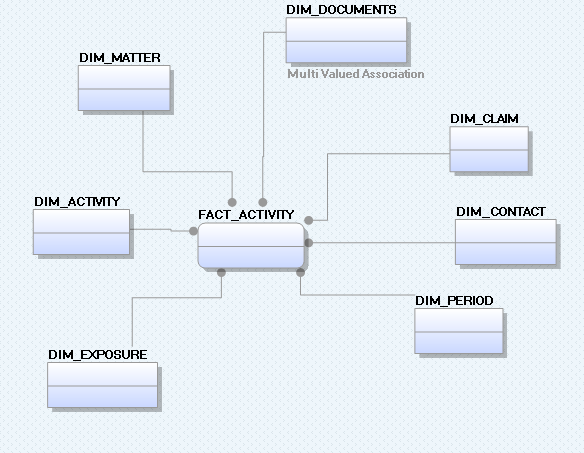 DIM_DOCUMENTS
Multi Valued Association
DIM_MATTER
DIM_CLAIM
DIM_ACTIVITY
FACT_ACTIVITY
DIM_CONTACT
DIM_PERIOD
DIM_EXPOSURE